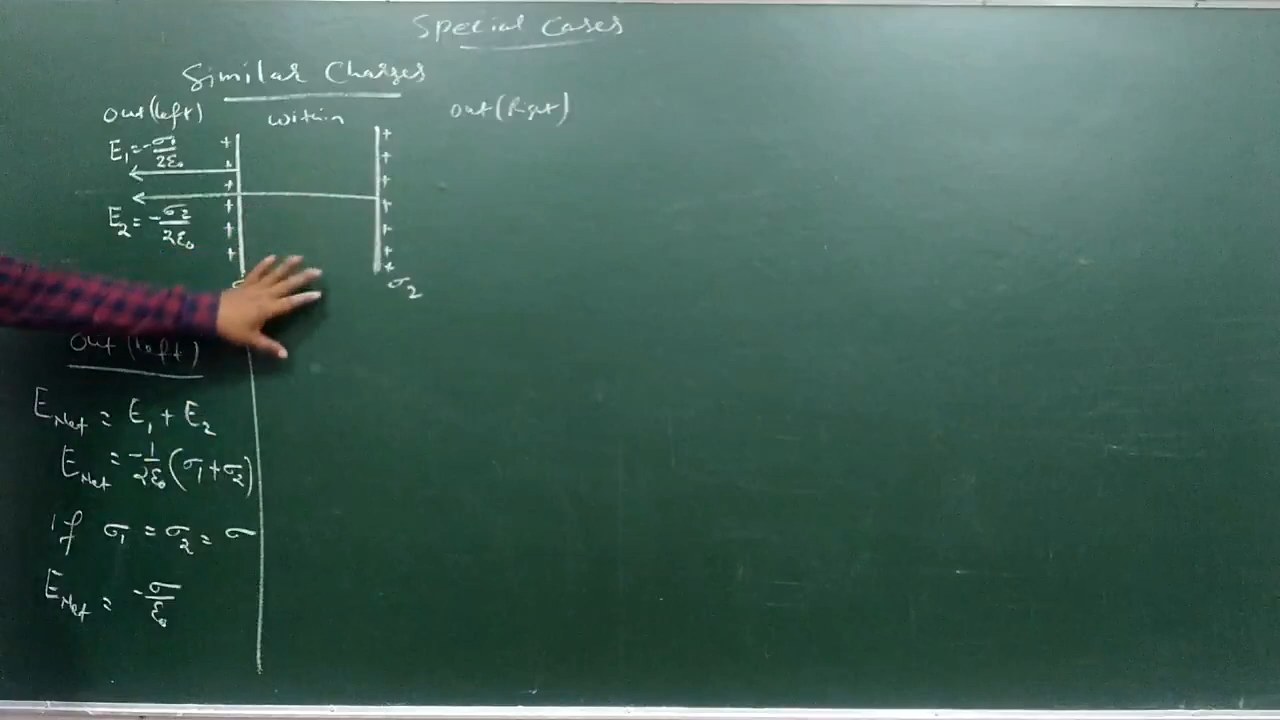 Special Cases
Similar Charges
out(left) within out(Right)
E₁=-σ₁/2ε₀
E₂=-σ₂/2ε₀
σ₂
out (left)
E_Net = E₁ + E₂
E_Net = -1/2ε₀ (σ₁+σ₂)
if σ₁ = σ₂ = σ
E_Net = -σ/ε₀